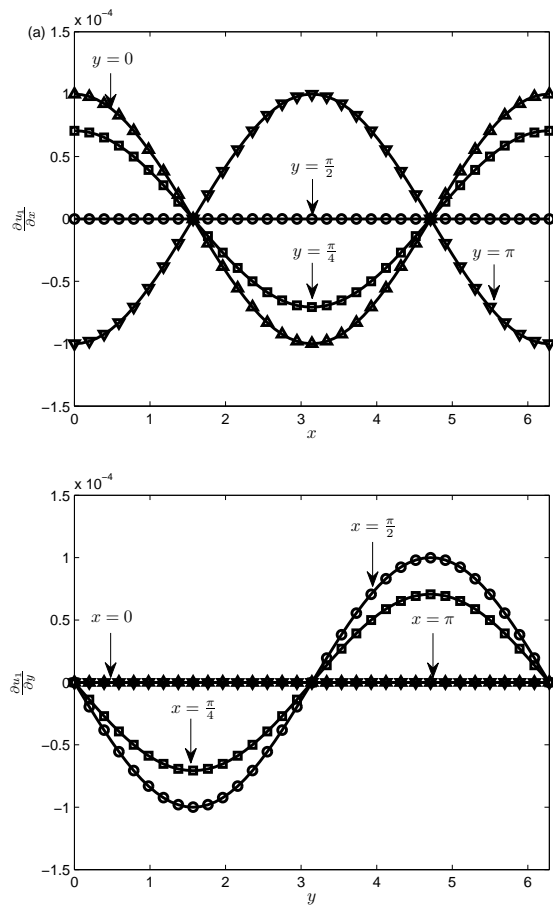 x 10⁻⁴
(a) 1.5
y = 0
1
0.5
y = π/2
∂u₁/∂x
0
y = π/4
y = π
−0.5
−1
−1.5
0 1 2 3 4 5 6
x
x 10⁻⁴
1.5
x = π/2
1
0.5
x = 0
x = π
∂u₁/∂y
0
x = π/4
−0.5
−1
−1.5
0 1 2 3 4 5 6
y